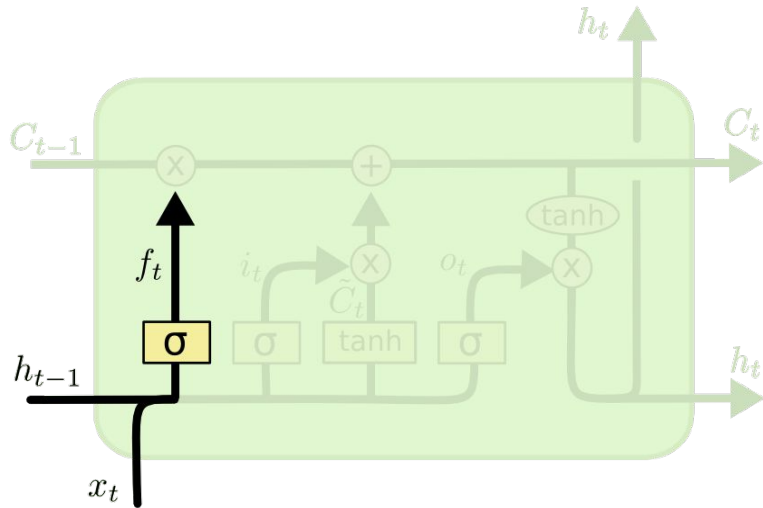 h_t
C_{t-1}
C_t
x
+
tanh
f_t
i_t
x
o_t
x
C̃_t
σ
σ
tanh
σ
h_{t-1}
h_t
x_t